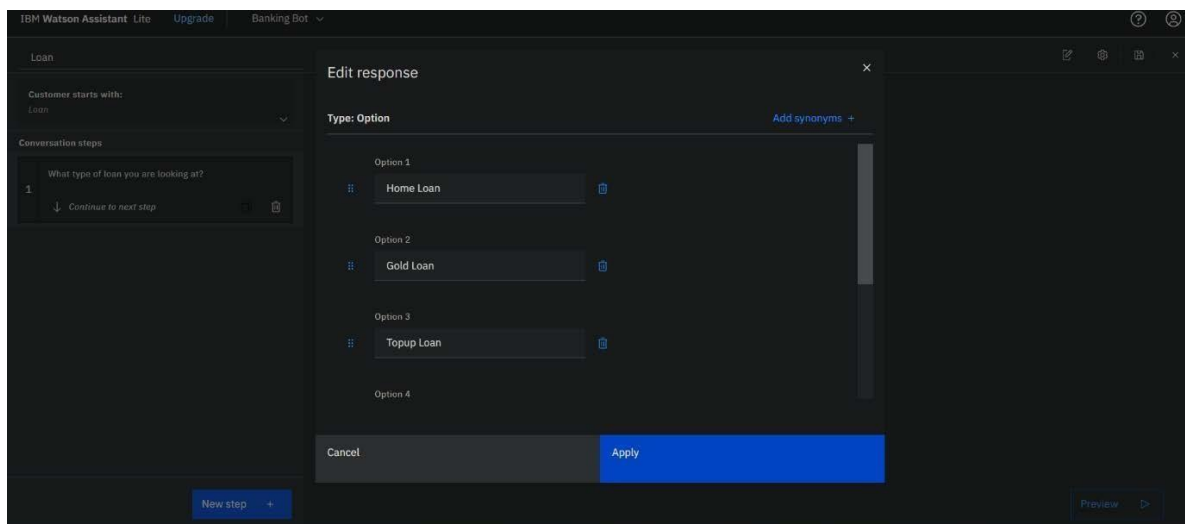 IBM Watson Assistant Lite Upgrade Banking Bot
Loan
Customer starts with:
Loan
Conversation steps
1
What type of loan you are looking at?
Continue to next step
New step +
Edit response
Type: Option
Add synonyms +
Option 1
Home Loan
Option 2
Gold Loan
Option 3
Topup Loan
Option 4
Cancel
Apply
Preview